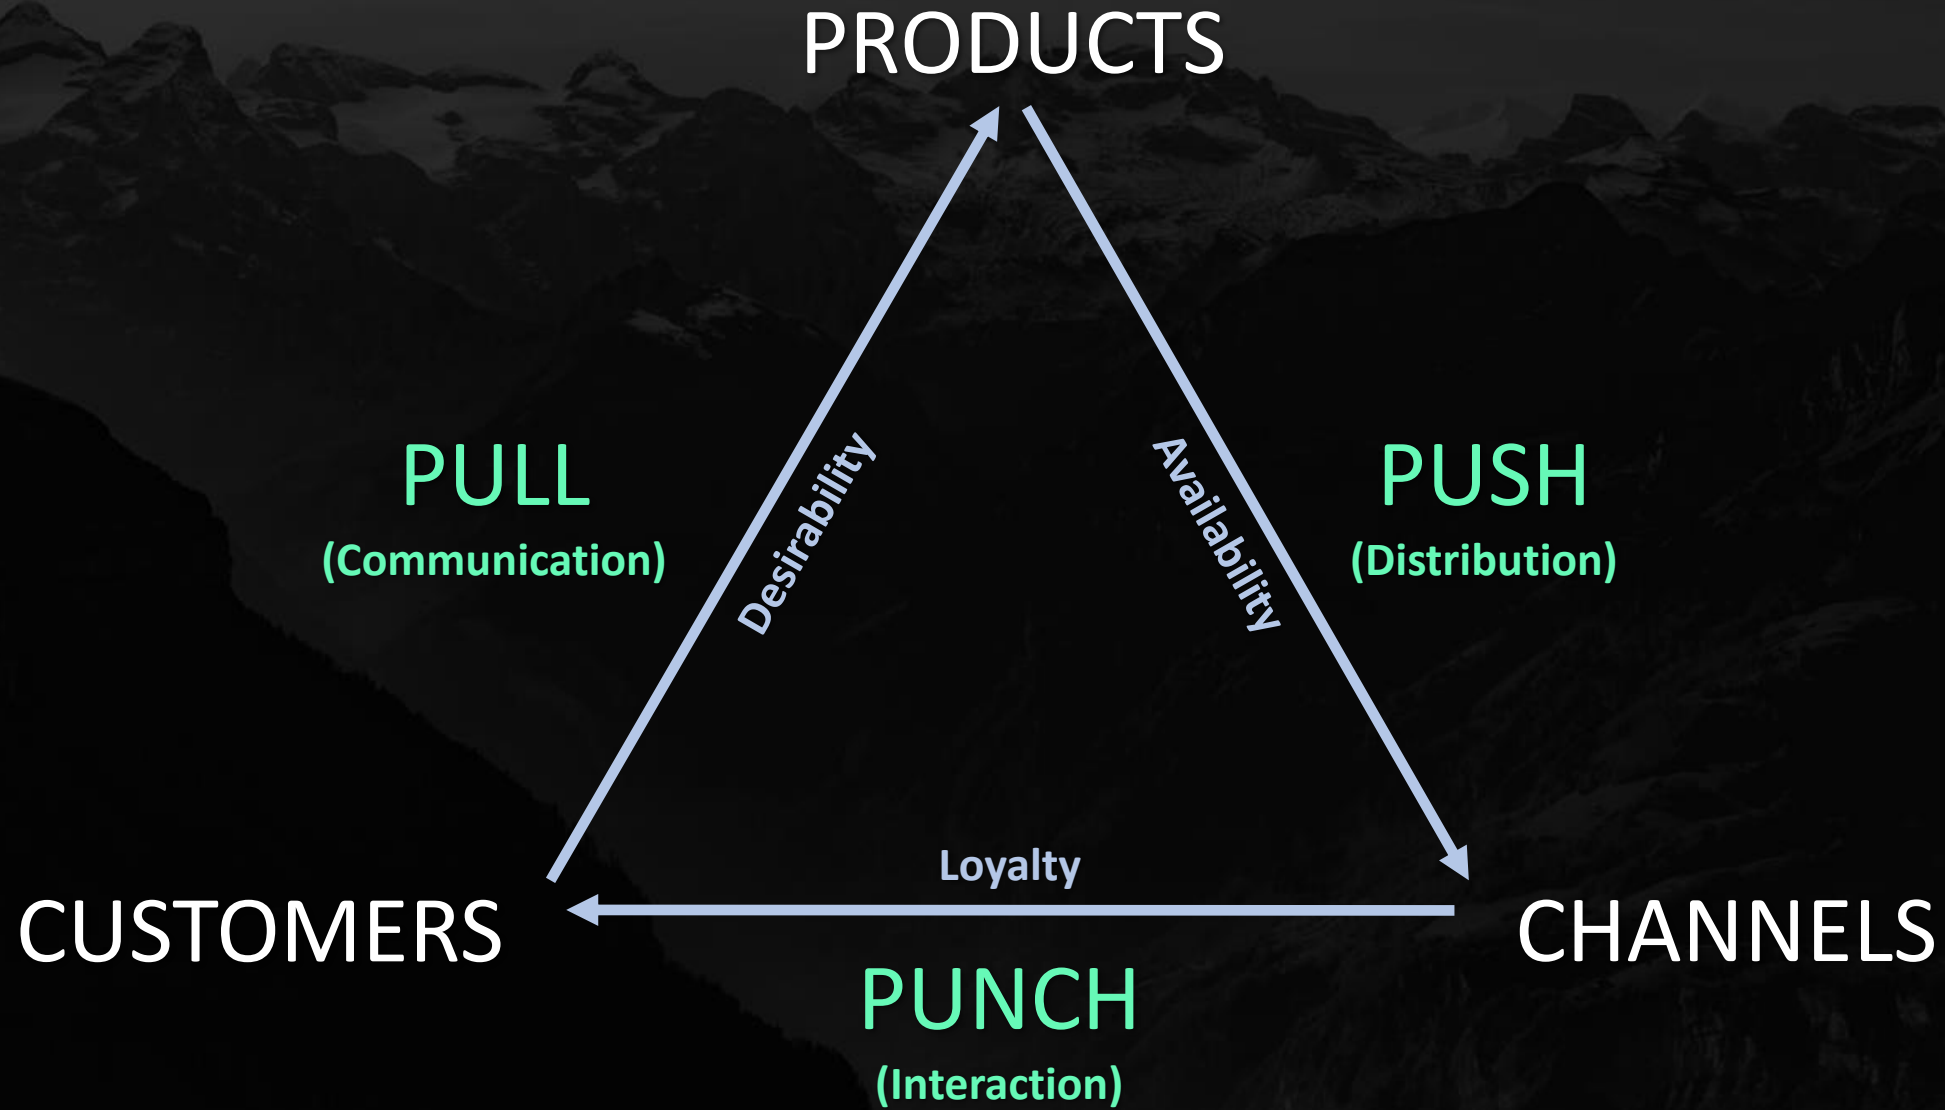 PRODUCTS
PULL
(Communication)
Desirability
Availability
PUSH
(Distribution)
Loyalty
CUSTOMERS
CHANNELS
PUNCH
(Interaction)